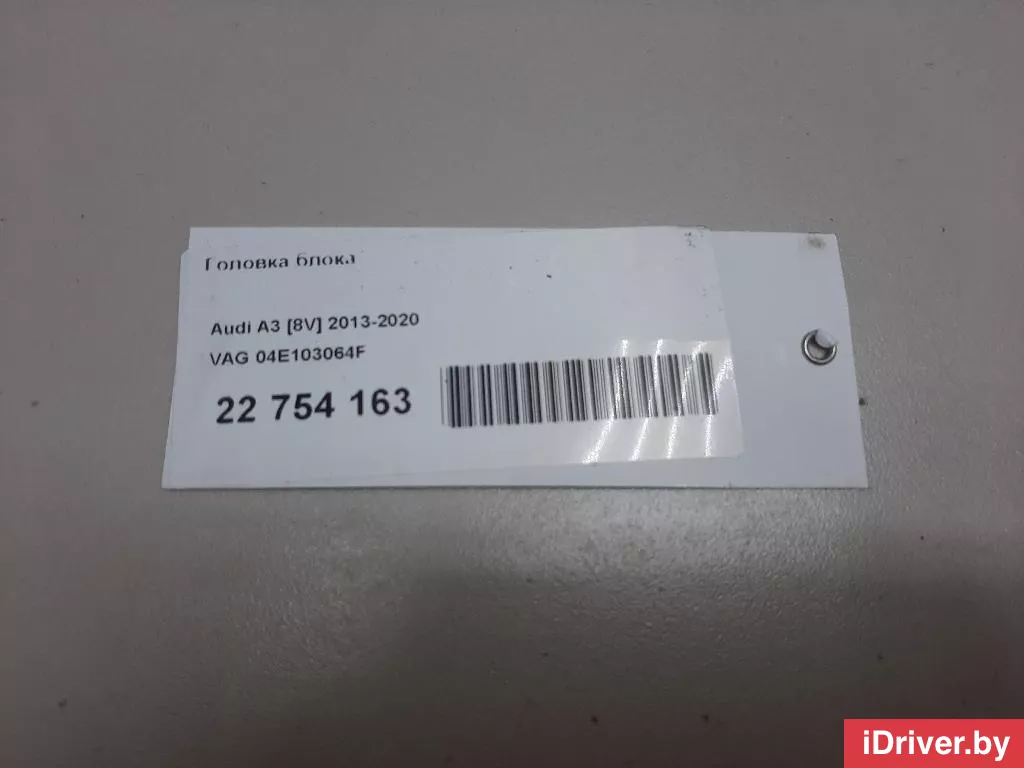 Головка блока
Audi A3 [8V] 2013-2020
VAG 04E103064F
22 754 163
iDriver.by